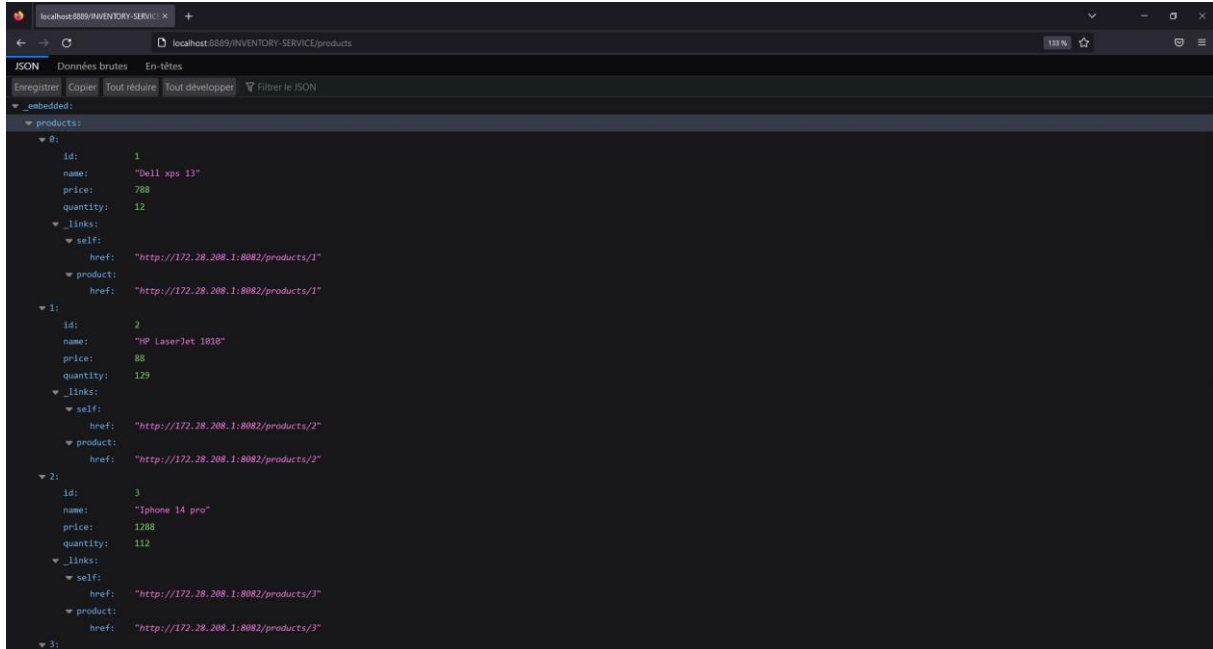 localhost:8889/INVENTORY-SERVICE
localhost:8889/INVENTORY-SERVICE/products
133 %
JSON Données brutes En-têtes
Enregistrer Copier Tout réduire Tout développer Filtrer le JSON
_embedded:
products:
0:
id: 1
name: "Dell xps 13"
price: 788
quantity: 12
_links:
self:
href: "http://172.28.208.1:8082/products/1"
product:
href: "http://172.28.208.1:8082/products/1"
1:
id: 2
name: "HP LaserJet 1010"
price: 88
quantity: 129
_links:
self:
href: "http://172.28.208.1:8082/products/2"
product:
href: "http://172.28.208.1:8082/products/2"
2:
id: 3
name: "Iphone 14 pro"
price: 1288
quantity: 112
_links:
self:
href: "http://172.28.208.1:8082/products/3"
product:
href: "http://172.28.208.1:8082/products/3"
3: